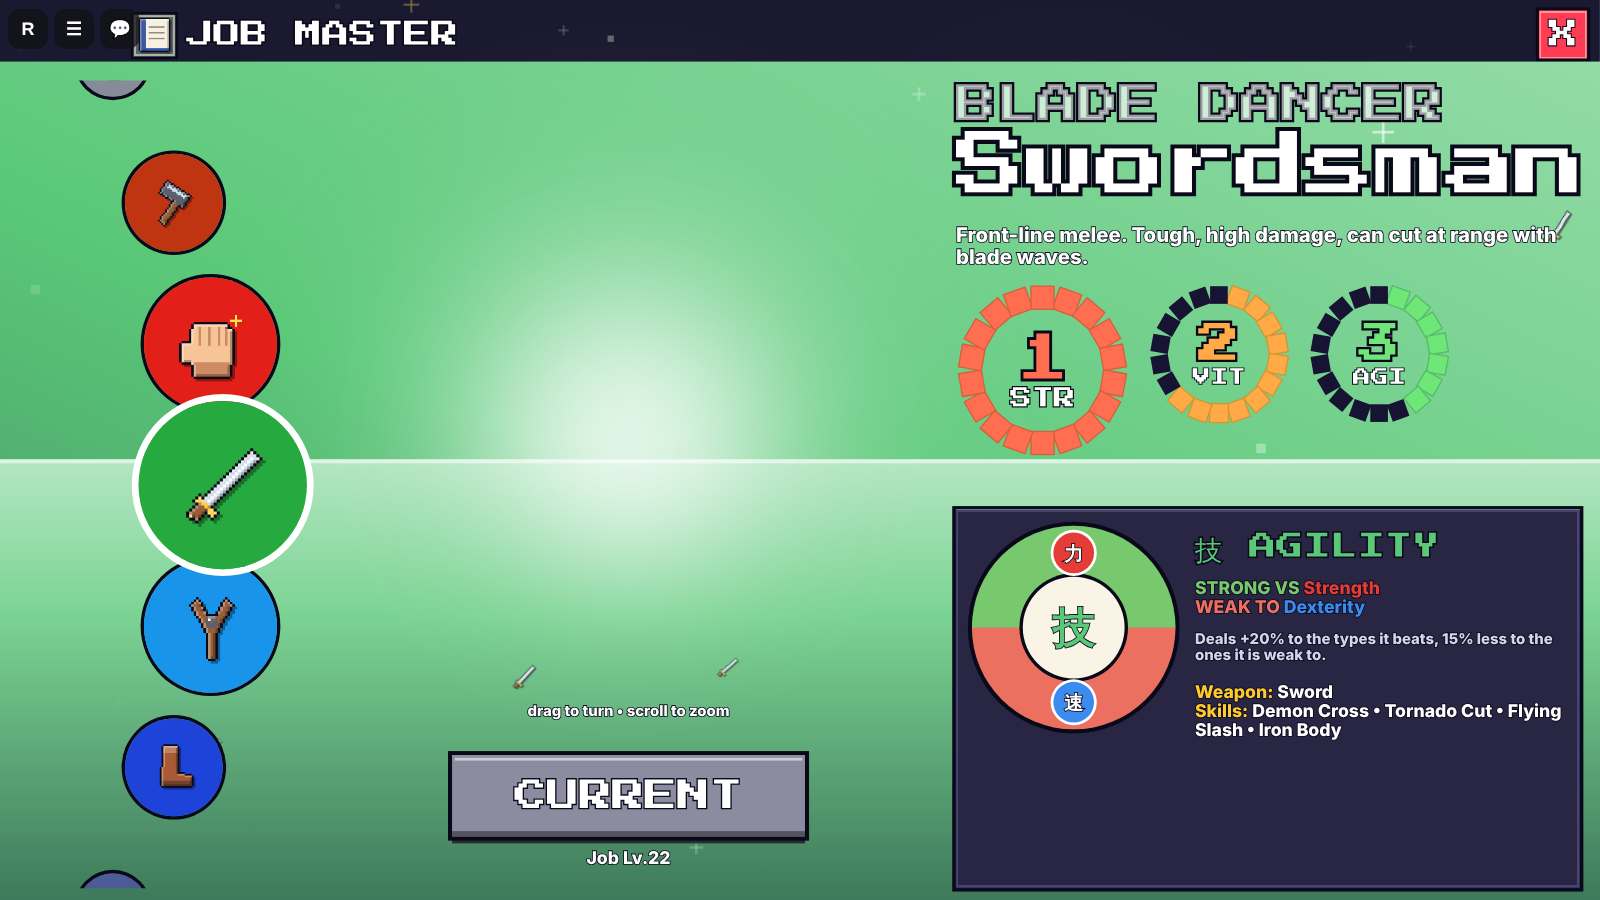 R
JOB MASTER
X
BLADE DANCER
Swordsman
Front-line melee. Tough, high damage, can cut at range with
blade waves.
1
STR
2
VIT
3
AGI
力
技
速
技 AGILITY
STRONG VS Strength
WEAK TO Dexterity
Deals +20% to the types it beats, 15% less to the
ones it is weak to.
Weapon: Sword
Skills: Demon Cross • Tornado Cut • Flying
Slash • Iron Body
drag to turn • scroll to zoom
CURRENT
Job Lv.22